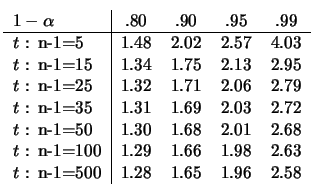 1 − α .80 .90 .95 .99
t : n-1=5 1.48 2.02 2.57 4.03
t : n-1=15 1.34 1.75 2.13 2.95
t : n-1=25 1.32 1.71 2.06 2.79
t : n-1=35 1.31 1.69 2.03 2.72
t : n-1=50 1.30 1.68 2.01 2.68
t : n-1=100 1.29 1.66 1.98 2.63
t : n-1=500 1.28 1.65 1.96 2.58